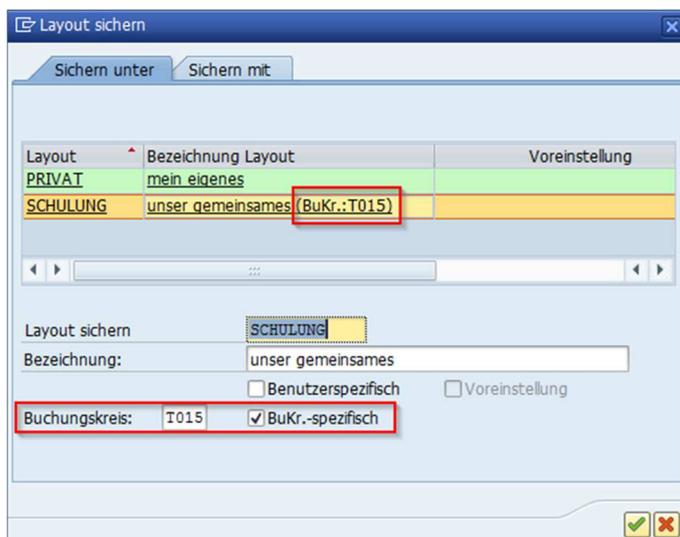 Layout sichern
Sichern unter Sichern mit
Layout Bezeichnung Layout Voreinstellung
PRIVAT mein eigenes
SCHULUNG unser gemeinsames (BuKr.:T015)
Layout sichern SCHULUNG
Bezeichnung: unser gemeinsames
Benutzerspezifisch Voreinstellung
Buchungskreis: T015 BuKr.-spezifisch